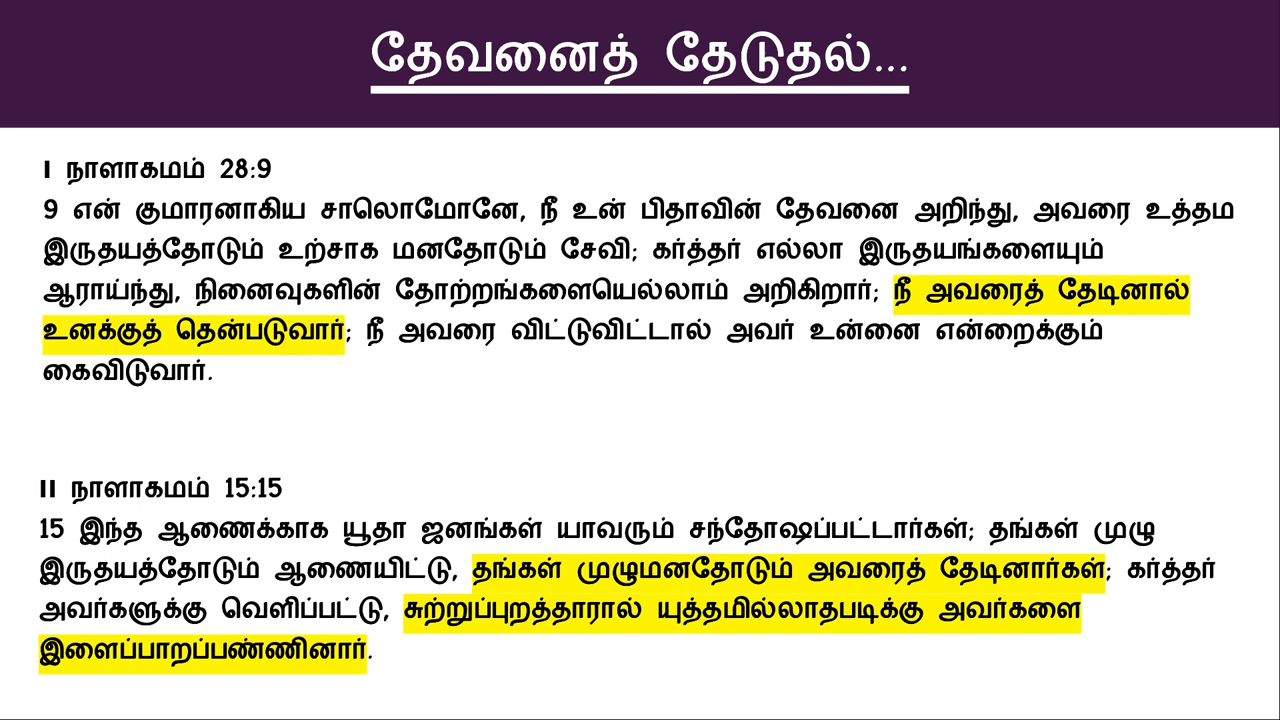 தேவனைத் தேடுதல்...
I நாளாகமம் 28:9
9 என் குமாரனாகிய சாலொமோனே, நீ உன் பிதாவின் தேவனை அறிந்து, அவரை உத்தம
இருதயத்தோடும் உற்சாக மனதோடும் சேவி; கர்த்தர் எல்லா இருதயங்களையும்
ஆராய்ந்து, நினைவுகளின் தோற்றங்களையெல்லாம் அறிகிறார்; நீ அவரைத் தேடினால்
உனக்குத் தென்படுவார்; நீ அவரை விட்டுவிட்டால் அவர் உன்னை என்றைக்கும்
கைவிடுவார்.
II நாளாகமம் 15:15
15 இந்த ஆணைக்காக யூதா ஜனங்கள் யாவரும் சந்தோஷப்பட்டார்கள்; தங்கள் முழு
இருதயத்தோடும் ஆணையிட்டு, தங்கள் முழுமனதோடும் அவரைத் தேடினார்கள்; கர்த்தர்
அவர்களுக்கு வெளிப்பட்டு, சுற்றுப்புறத்தாரால் யுத்தமில்லாதபடிக்கு அவர்களை
இளைப்பாறப்பண்ணினார்.